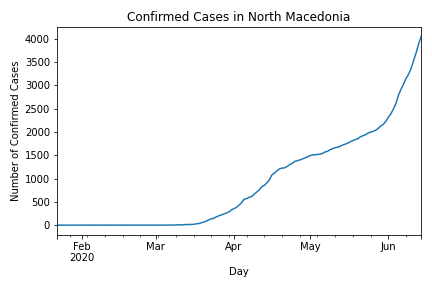 Confirmed Cases in North Macedonia
Number of Confirmed Cases
4000
3500
3000
2500
2000
1500
1000
500
0
Feb
2020
Mar
Apr
May
Jun
Day